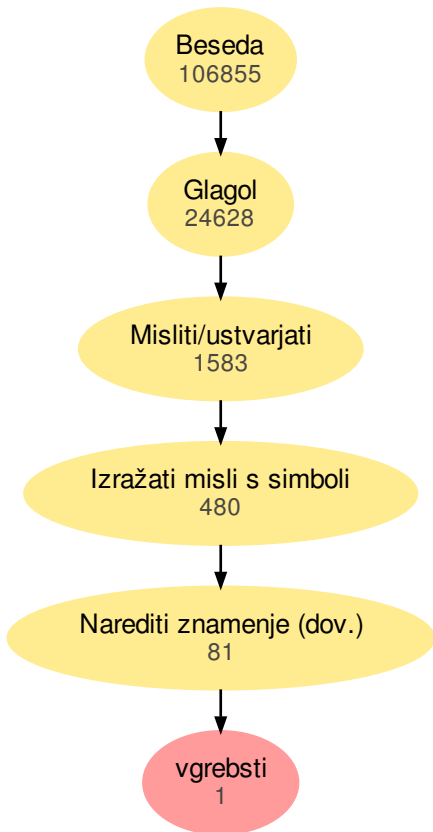 Beseda
106855
Glagol
24628
Misliti/ustvarjati
1583
Izražati misli s simboli
480
Narediti znamenje (dov.)
81
vgrebsti
1